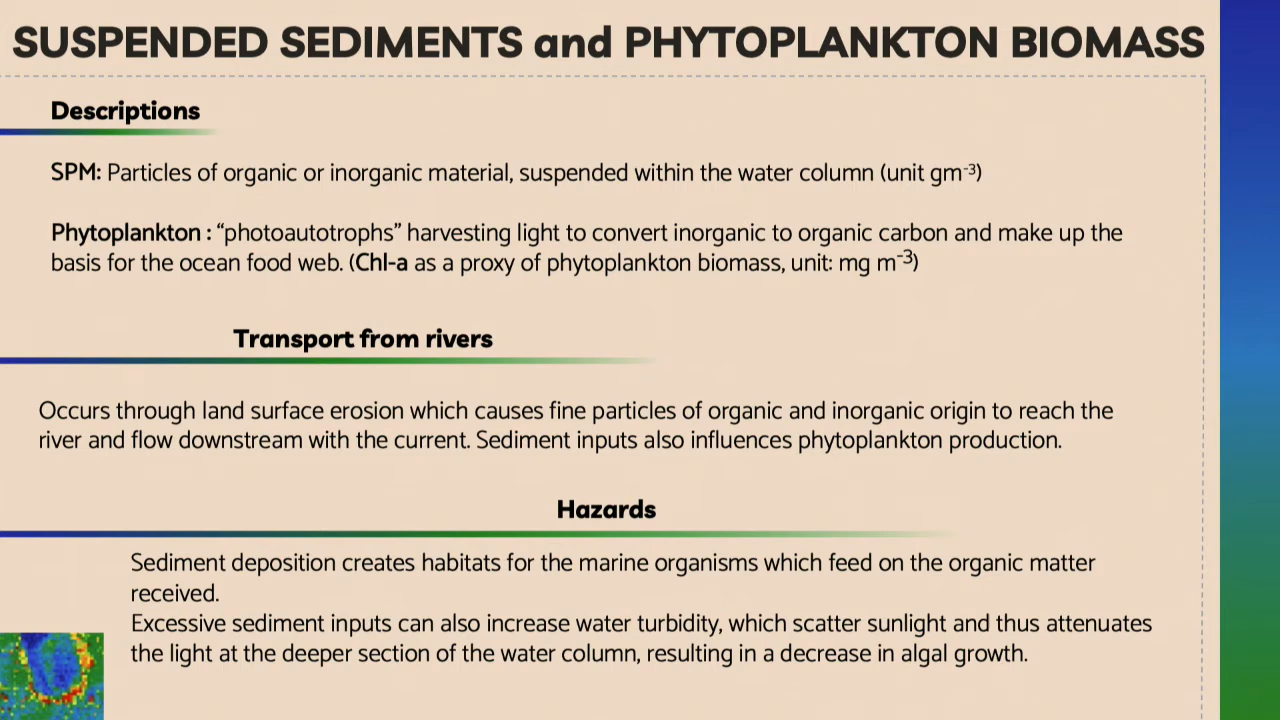 SUSPENDED SEDIMENTS and PHYTOPLANKTON BIOMASS
Descriptions
SPM: Particles of organic or inorganic material, suspended within the water column (unit gm⁻³)
Phytoplankton : “photoautotrophs” harvesting light to convert inorganic to organic carbon and make up the
basis for the ocean food web. (Chl-a as a proxy of phytoplankton biomass, unit: mg m⁻³)
Transport from rivers
Occurs through land surface erosion which causes fine particles of organic and inorganic origin to reach the
river and flow downstream with the current. Sediment inputs also influences phytoplankton production.
Hazards
Sediment deposition creates habitats for the marine organisms which feed on the organic matter
received.
Excessive sediment inputs can also increase water turbidity, which scatter sunlight and thus attenuates
the light at the deeper section of the water column, resulting in a decrease in algal growth.